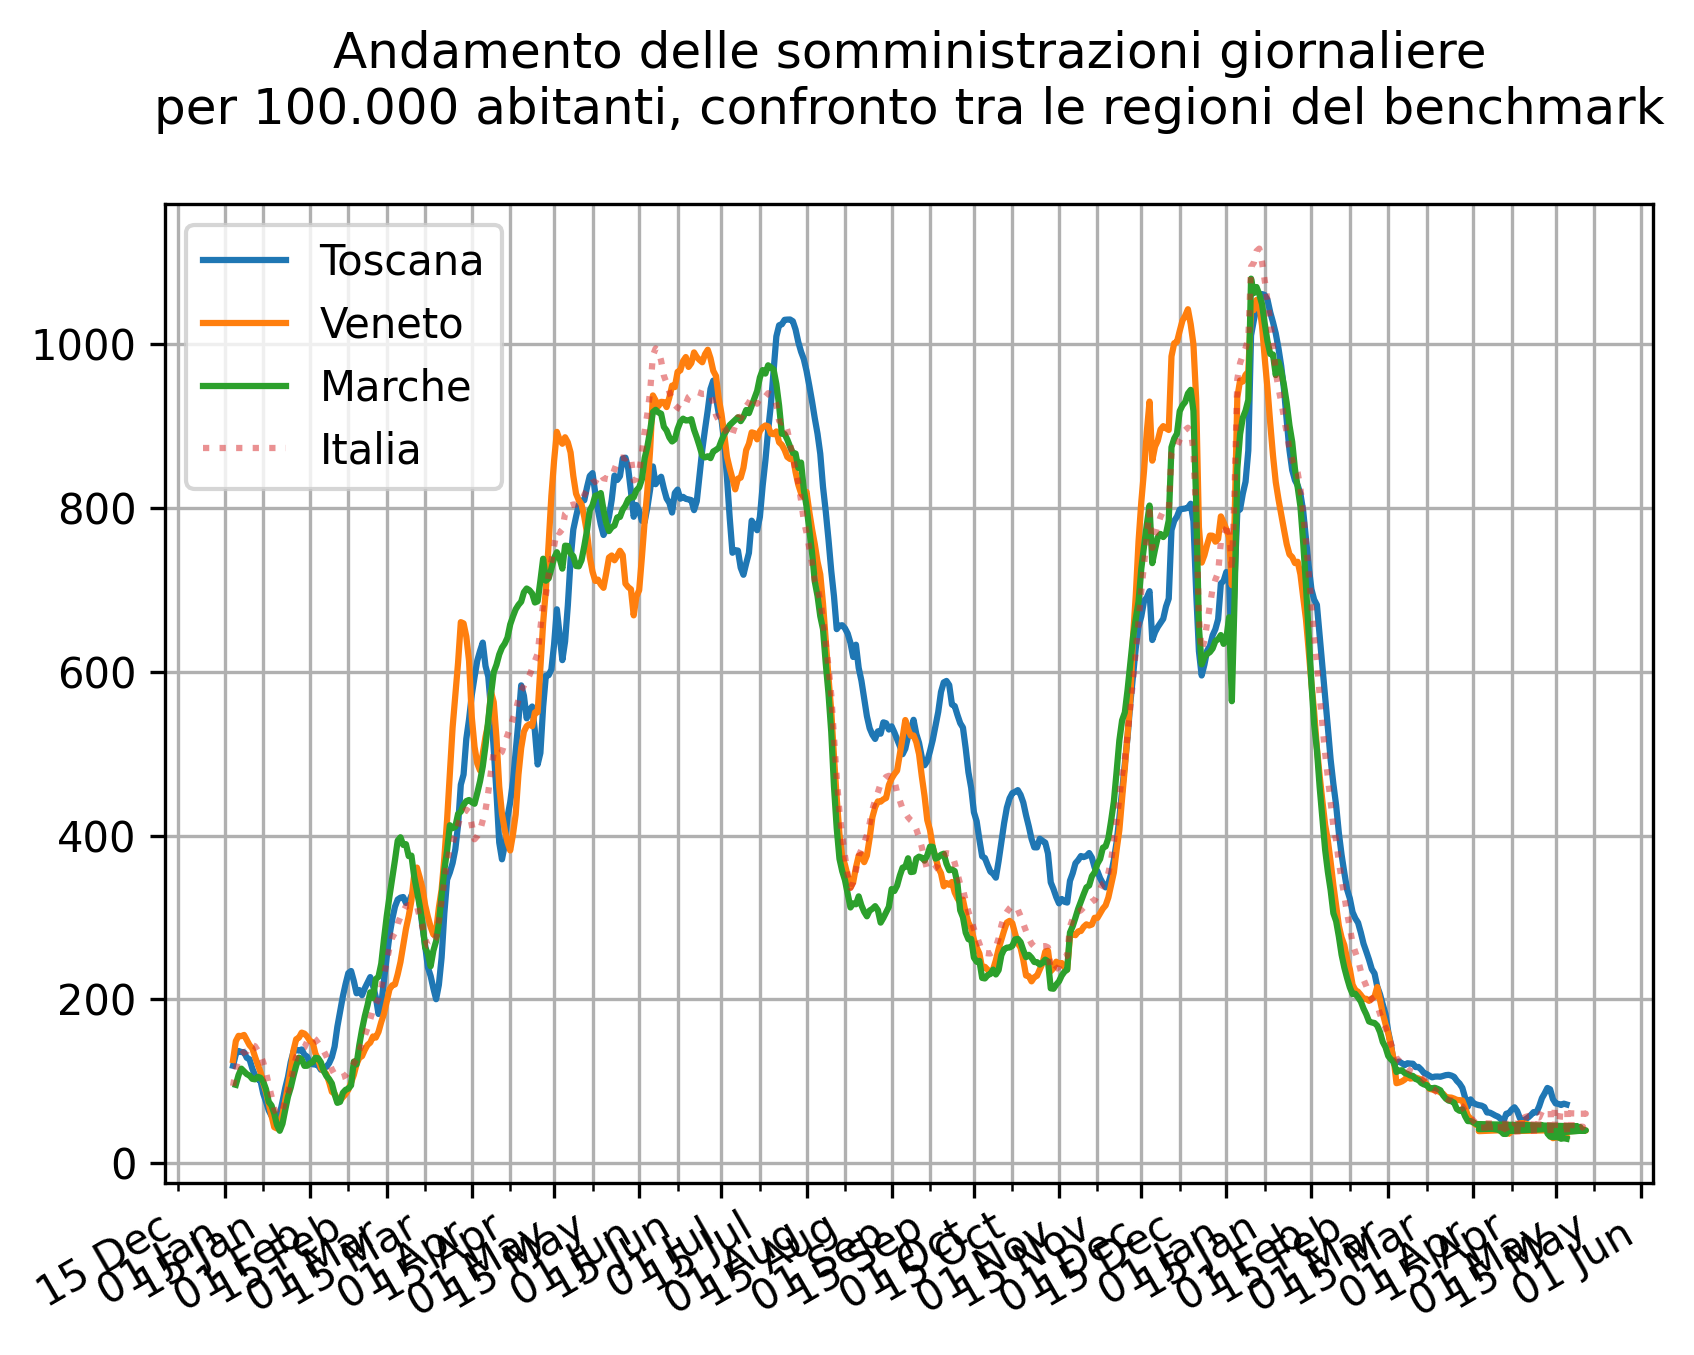 Andamento delle somministrazioni giornaliere
per 100.000 abitanti, confronto tra le regioni del benchmark
Toscana
Veneto
Marche
Italia
1000
800
600
400
200
0
15 Dec
01 Jan
15 Jan
01 Feb
15 Feb
01 Mar
15 Mar
01 Apr
15 Apr
01 May
15 May
01 Jun
15 Jun
01 Jul
15 Jul
01 Aug
15 Aug
01 Sep
15 Sep
01 Oct
15 Oct
01 Nov
15 Nov
01 Dec
15 Dec
01 Jan
15 Jan
01 Feb
15 Feb
01 Mar
15 Mar
01 Apr
15 Apr
01 May
15 May
01 Jun